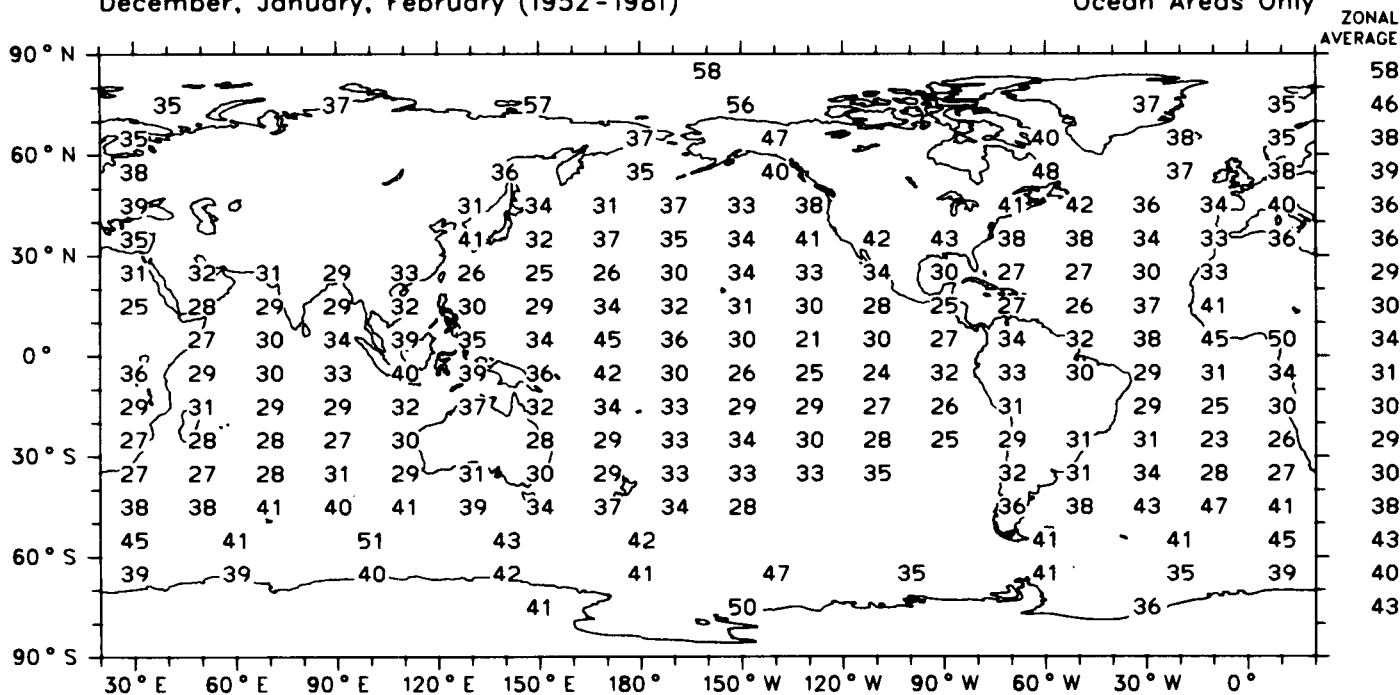 December, January, February (1952-1981) Ocean Areas Only
ZONAL
AVERAGE
90° N
58 58
35 37 57 56 37 35 46
35 37 47 40 38 35 38
60° N
38 36 35 40 48 37 38 39
39 31 34 31 37 33 38 41 42 36 34 40 36
35 41 32 37 35 34 41 42 43 38 38 34 33 36 36
30° N
31 32 31 29 33 26 25 26 30 34 33 34 30 27 27 30 33 29
25 28 29 29 32 30 29 34 32 31 30 28 25 27 26 37 41 30
27 30 34 39 35 34 45 36 30 21 30 27 34 32 38 45 50 34
0°
36 29 30 33 40 39 36 42 30 26 25 24 32 33 30 29 31 34 31
29 31 29 29 32 37 32 34 33 29 29 27 26 31 29 25 30 30
27 28 28 27 30 28 29 33 34 30 28 25 29 31 31 23 26 29
30° S
27 27 28 31 29 31 30 29 33 33 33 35 32 31 34 28 27 30
38 38 41 40 41 39 34 37 34 28 36 38 43 47 41 38
45 41 51 43 42 41 41 45 43
60° S
39 39 40 42 41 47 35 41 35 39 40
41 50 36 43
90° S
30° E 60° E 90° E 120° E 150° E 180° 150° W 120° W 90° W 60° W 30° W 0°